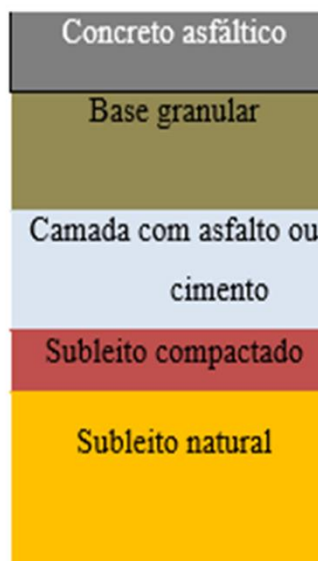 Concreto asfáltico
Base granular
Camada com asfalto ou
cimento
Subleito compactado
Subleito natural